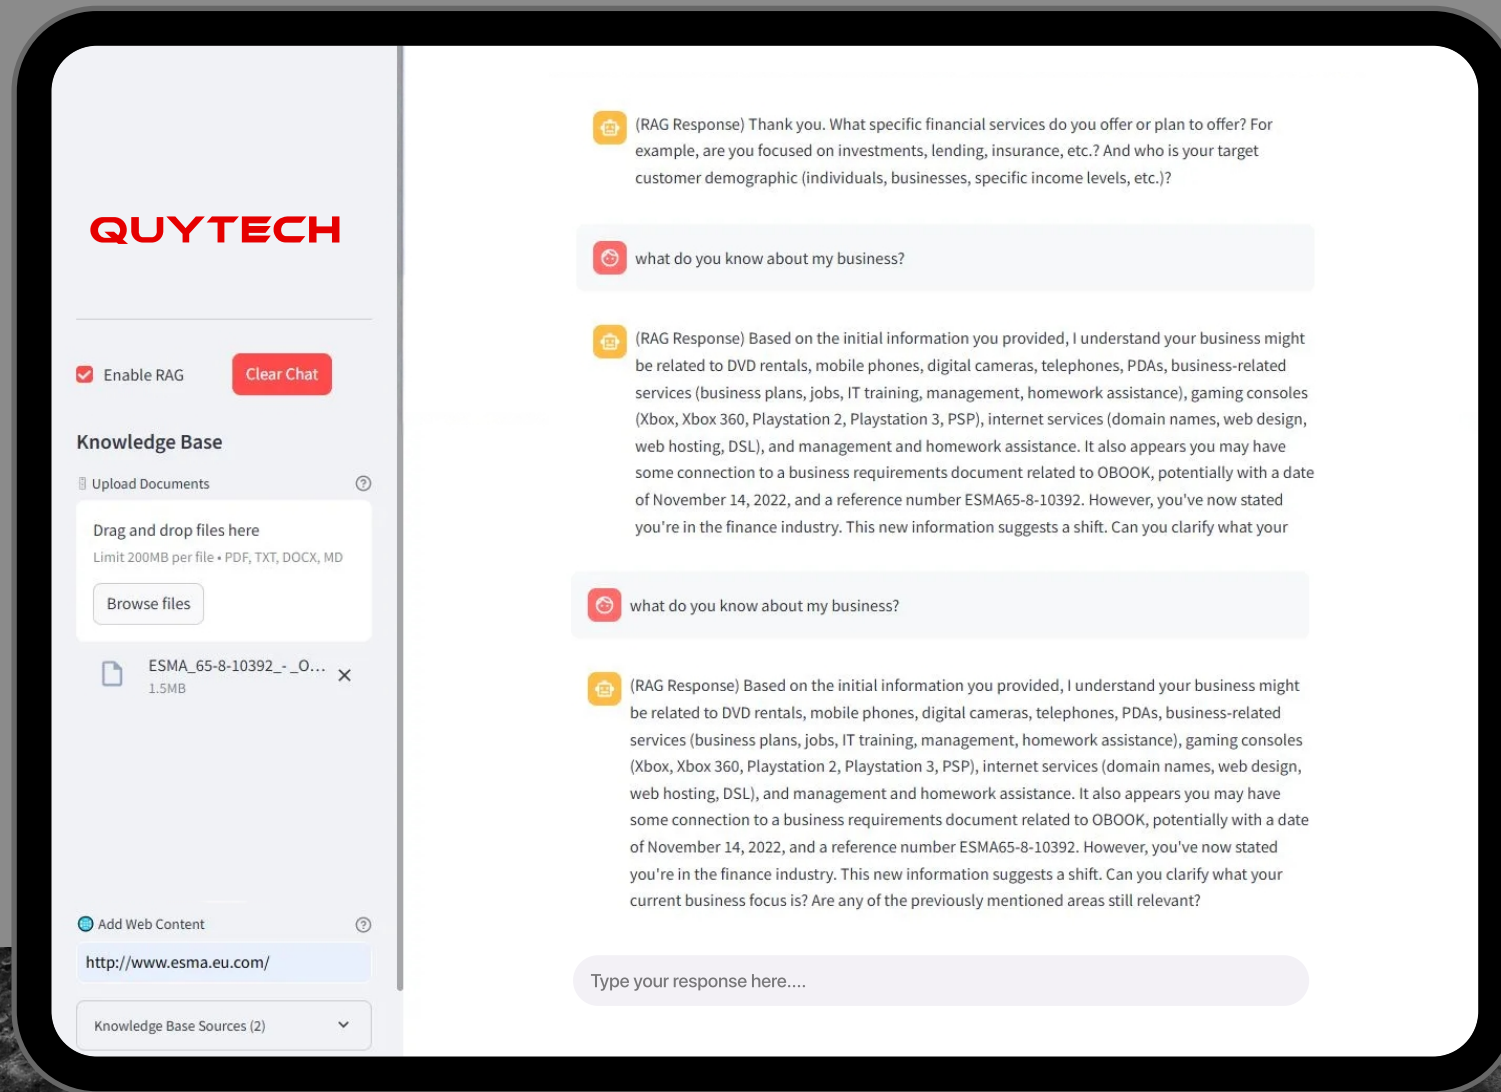 QUYTECH
Enable RAG
Clear Chat
Knowledge Base
Upload Documents
Drag and drop files here
Limit 200MB per file • PDF, TXT, DOCX, MD
Browse files
ESMA_65-8-10392_-_O...
1.5MB
Add Web Content
http://www.esma.eu.com/
Knowledge Base Sources (2)
(RAG Response) Thank you. What specific financial services do you offer or plan to offer? For
example, are you focused on investments, lending, insurance, etc.? And who is your target
customer demographic (individuals, businesses, specific income levels, etc.)?
what do you know about my business?
(RAG Response) Based on the initial information you provided, I understand your business might
be related to DVD rentals, mobile phones, digital cameras, telephones, PDAs, business-related
services (business plans, jobs, IT training, management, homework assistance), gaming consoles
(Xbox, Xbox 360, Playstation 2, Playstation 3, PSP), internet services (domain names, web design,
web hosting, DSL), and management and homework assistance. It also appears you may have
some connection to a business requirements document related to OBOOK, potentially with a date
of November 14, 2022, and a reference number ESMA65-8-10392. However, you've now stated
you're in the finance industry. This new information suggests a shift. Can you clarify what your
what do you know about my business?
(RAG Response) Based on the initial information you provided, I understand your business might
be related to DVD rentals, mobile phones, digital cameras, telephones, PDAs, business-related
services (business plans, jobs, IT training, management, homework assistance), gaming consoles
(Xbox, Xbox 360, Playstation 2, Playstation 3, PSP), internet services (domain names, web design,
web hosting, DSL), and management and homework assistance. It also appears you may have
some connection to a business requirements document related to OBOOK, potentially with a date
of November 14, 2022, and a reference number ESMA65-8-10392. However, you've now stated
you're in the finance industry. This new information suggests a shift. Can you clarify what your
current business focus is? Are any of the previously mentioned areas still relevant?
Type your response here....